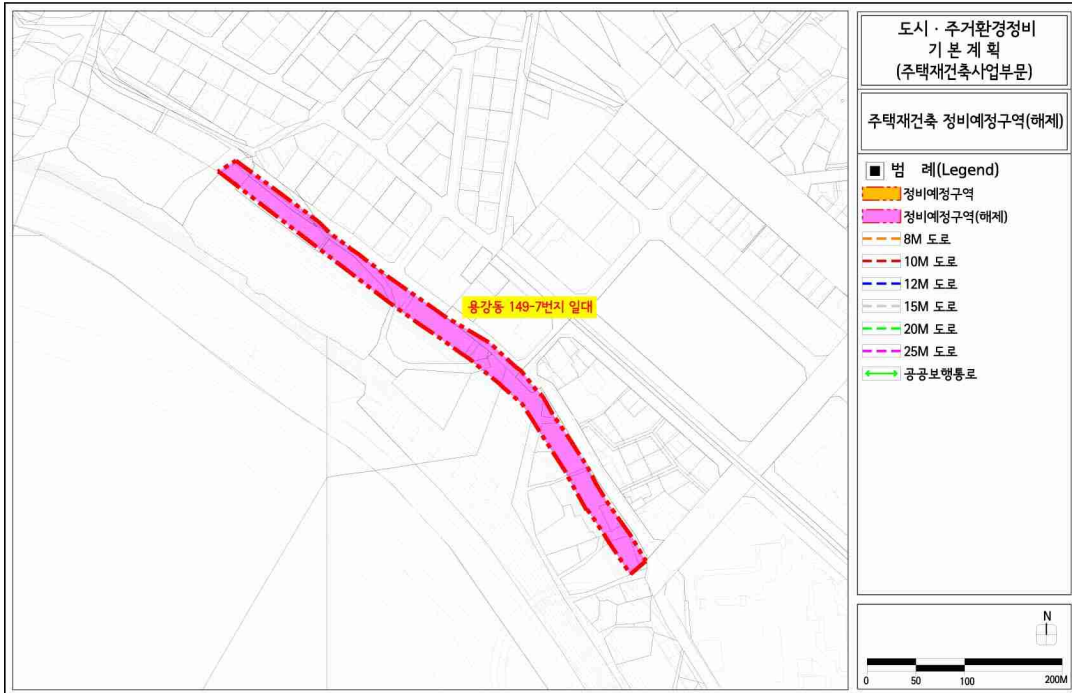 도시 · 주거환경정비
기 본 계 획
(주택재건축사업부문)
주택재건축 정비예정구역(해제)
범 례(Legend)
정비예정구역
정비예정구역(해제)
8M 도로
10M 도로
12M 도로
15M 도로
20M 도로
25M 도로
공공보행통로
용강동 149-7번지 일대
N
0 50 100 200M